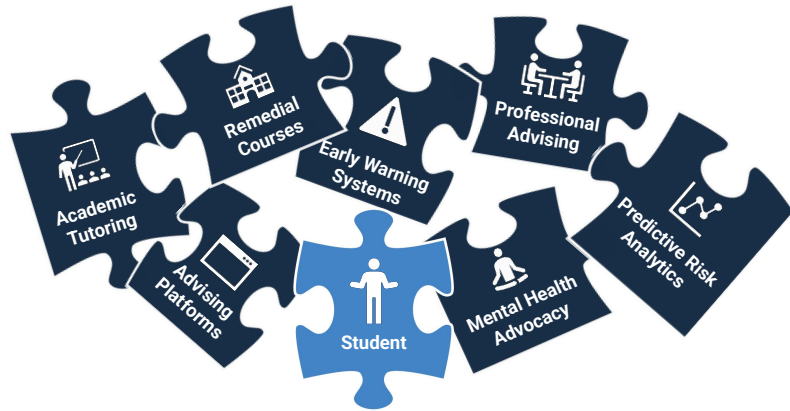 Academic
Tutoring
Remedial
Courses
Early Warning
Systems
Professional
Advising
Predictive Risk
Analytics
Advising
Platforms
Student
Mental Health
Advocacy